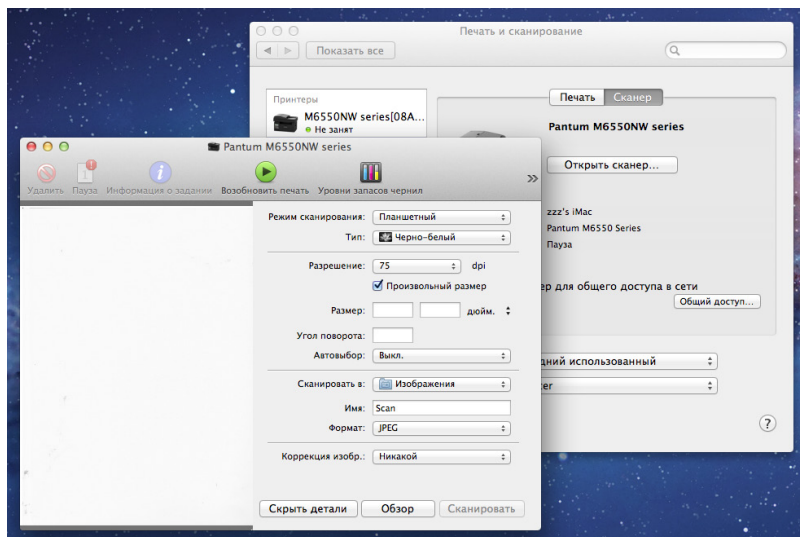 Печать и сканирование
Показать все
Принтеры
M6550NW series[08A...
Не занят
Печать
Сканер
Pantum M6550NW series
Открыть сканер...
zzz's iMac
Pantum M6550 Series
Пауза
ер для общего доступа в сети
Общий доступ...
дний использованный
er
?
Pantum M6550NW series
Удалить
Пауза
Информация о задании
Возобновить печать
Уровни запасов чернил
Режим сканирования: Планшетный
Тип: Черно-белый
Разрешение: 75 dpi
Произвольный размер
Размер: дюйм.
Угол поворота:
Автовыбор: Выкл.
Сканировать в: Изображения
Имя: Scan
Формат: JPEG
Коррекция изобр.: Никакой
Скрыть детали
Обзор
Сканировать